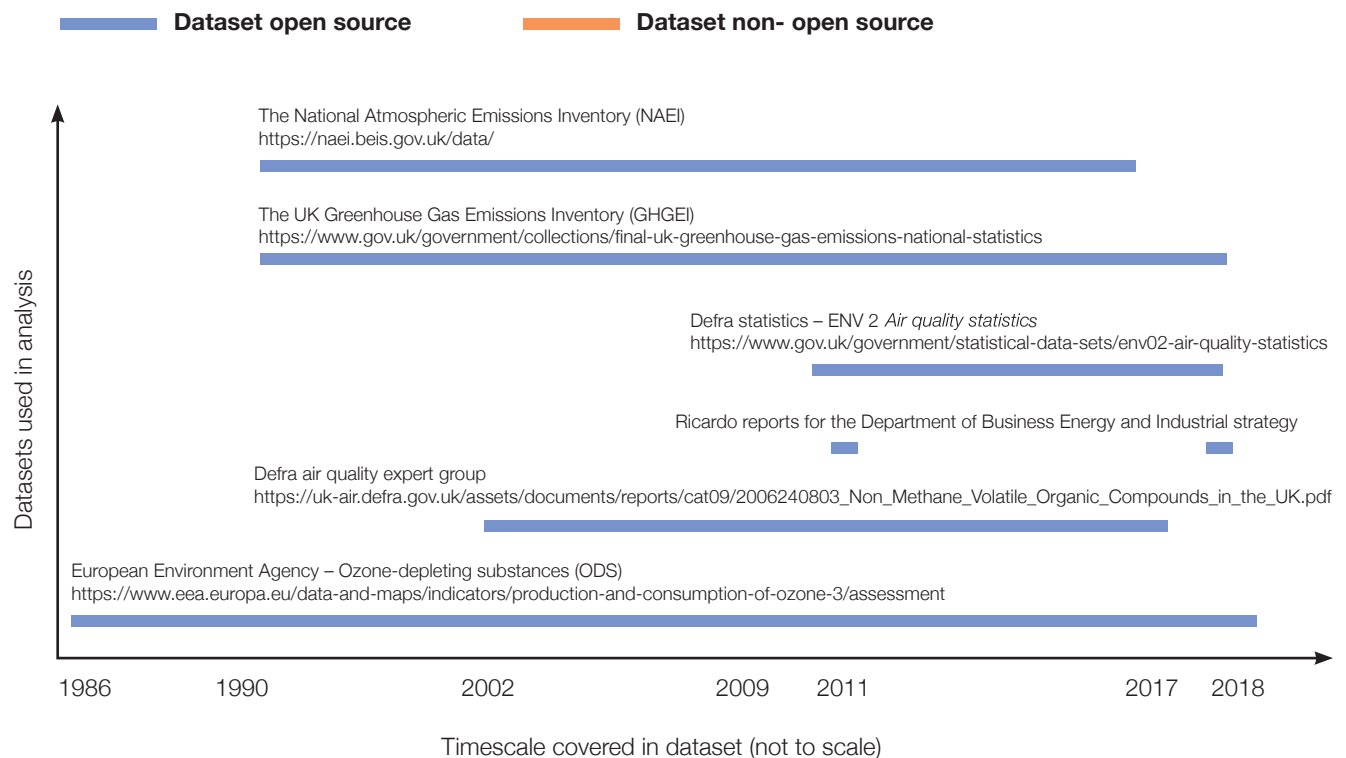 Dataset open source
Dataset non- open source
The National Atmospheric Emissions Inventory (NAEI)
https://naei.beis.gov.uk/data/
The UK Greenhouse Gas Emissions Inventory (GHGEI)
https://www.gov.uk/government/collections/final-uk-greenhouse-gas-emissions-national-statistics
Defra statistics – ENV 2 Air quality statistics
https://www.gov.uk/government/statistical-data-sets/env02-air-quality-statistics
Ricardo reports for the Department of Business Energy and Industrial strategy
Defra air quality expert group
https://uk-air.defra.gov.uk/assets/documents/reports/cat09/2006240803_Non_Methane_Volatile_Organic_Compounds_in_the_UK.pdf
European Environment Agency – Ozone-depleting substances (ODS)
https://www.eea.europa.eu/data-and-maps/indicators/production-and-consumption-of-ozone-3/assessment
Datasets used in analysis
1986 1990 2002 2009 2011 2017 2018
Timescale covered in dataset (not to scale)